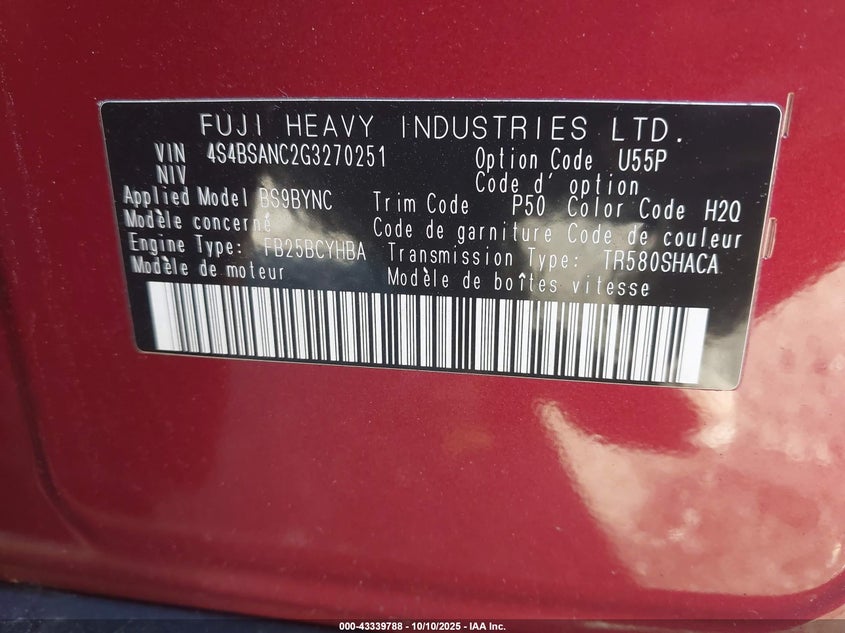 FUJI HEAVY INDUSTRIES LTD.
VIN 4S4BSANC2G3270251 Option Code U55P
NIV Code d' option
Applied Model BS9BYNC Trim Code P50 Color Code H2Q
Modèle concerné Code de garniture Code de couleur
Engine Type: FB25BCYHBA Transmission Type: TR580SHACA
Modèle de moteur Modèle de boîtes vitesse
000-43339788 - 10/10/2025 - IAA Inc.